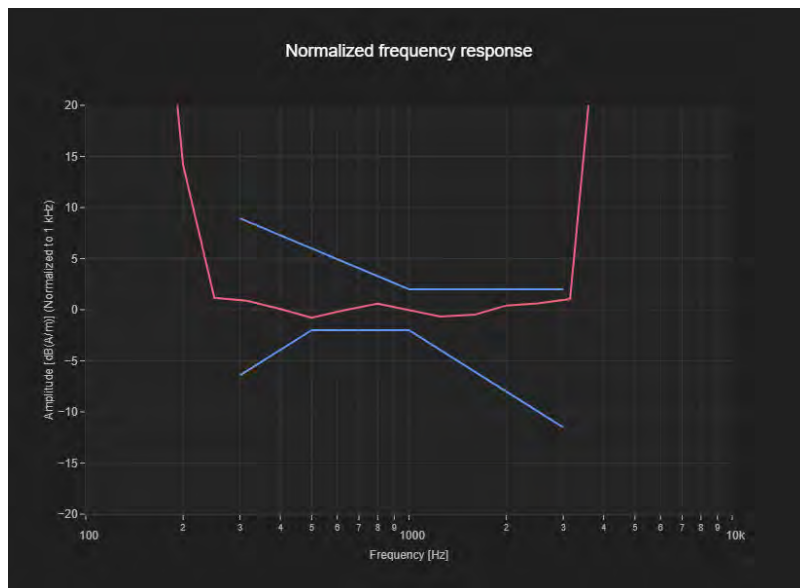 Normalized frequency response
20
15
10
5
0
−5
−10
−15
−20
Amplitude [dB(A/m)] (Normalized to 1 kHz)
100 2 3 4 5 6 7 8 9 1000 2 3 4 5 6 7 8 9 10k
Frequency [Hz]